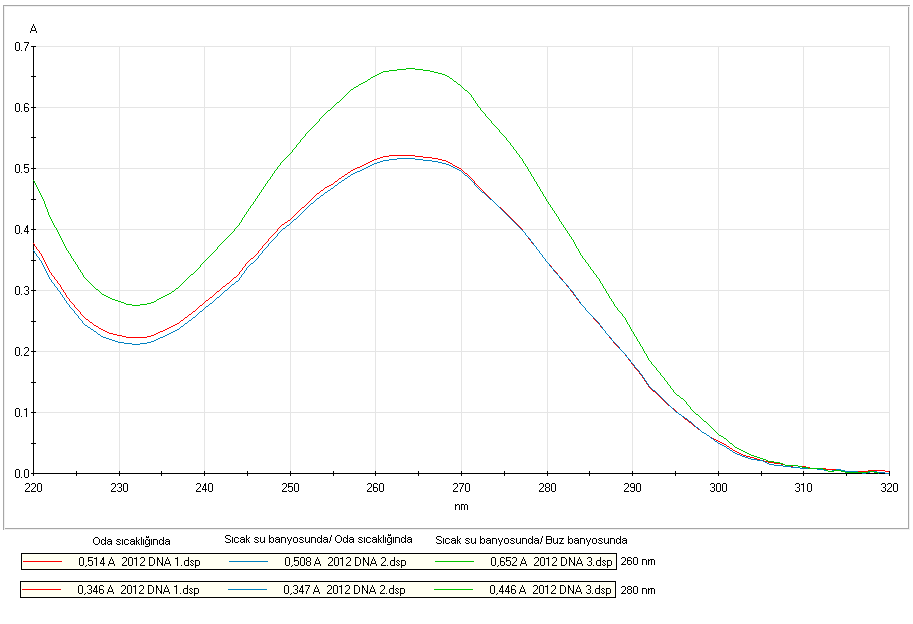 A
0.7
0.6
0.5
0.4
0.3
0.2
0.1
0.0
220 230 240 250 260 270 280 290 300 310 320
nm
Oda sıcaklığında Sıcak su banyosunda/ Oda sıcaklığında Sıcak su banyosunda/ Buz banyosunda
0,514 A 2012 DNA 1.dsp 0,508 A 2012 DNA 2.dsp 0,652 A 2012 DNA 3.dsp 260 nm
0,346 A 2012 DNA 1.dsp 0,347 A 2012 DNA 2.dsp 0,446 A 2012 DNA 3.dsp 280 nm